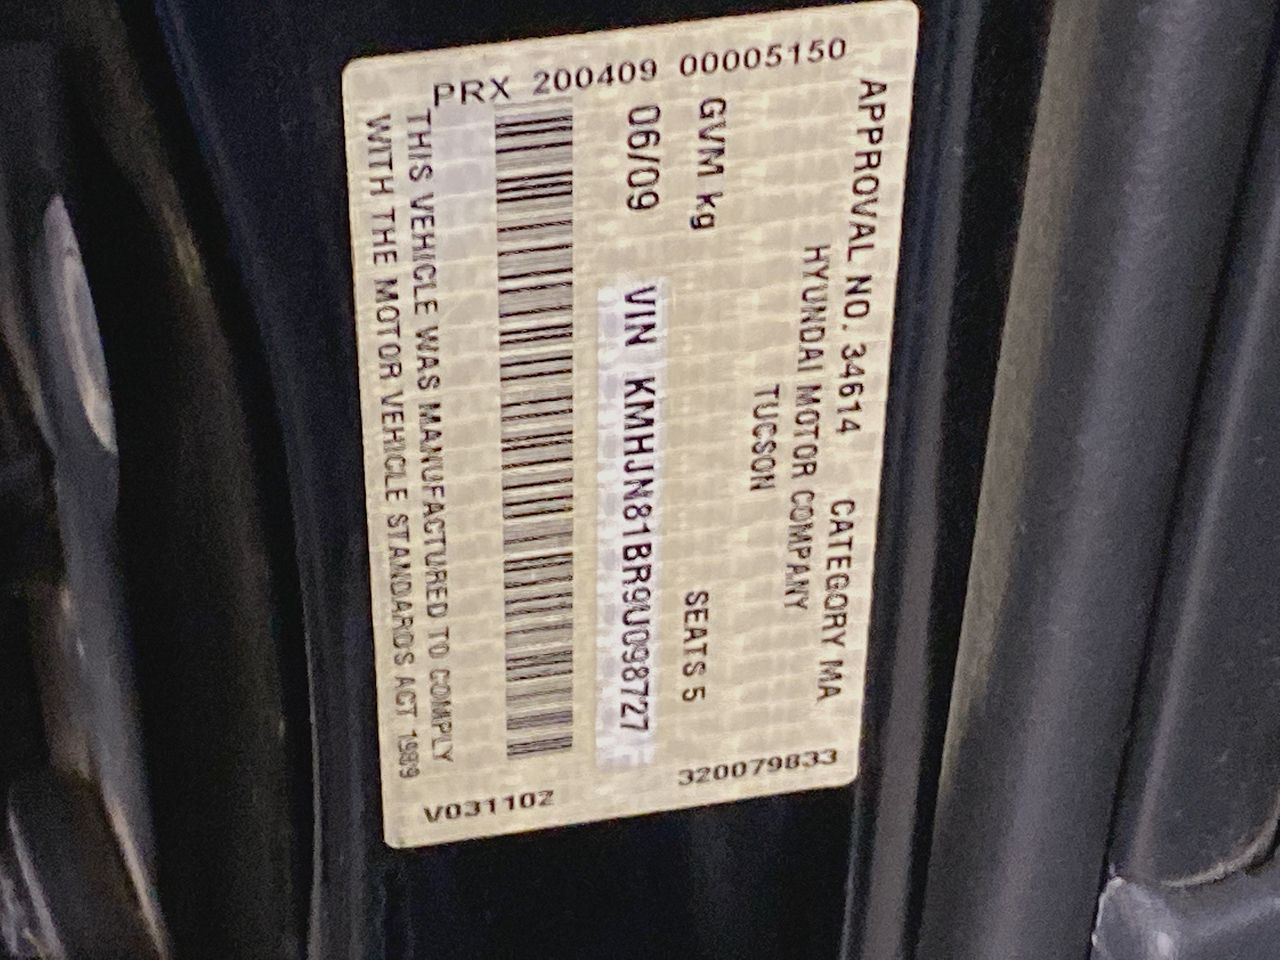 PRX 200409 00005150
APPROVAL NO. 34614 CATEGORY MA
HYUNDAI MOTOR COMPANY
TUCSON
GVM kg SEATS 5
06/09 VIN KMHJN81BR9U098727
THIS VEHICLE WAS MANUFACTURED TO COMPLY
WITH THE MOTOR VEHICLE STANDARDS ACT 1989
V031102 320079833